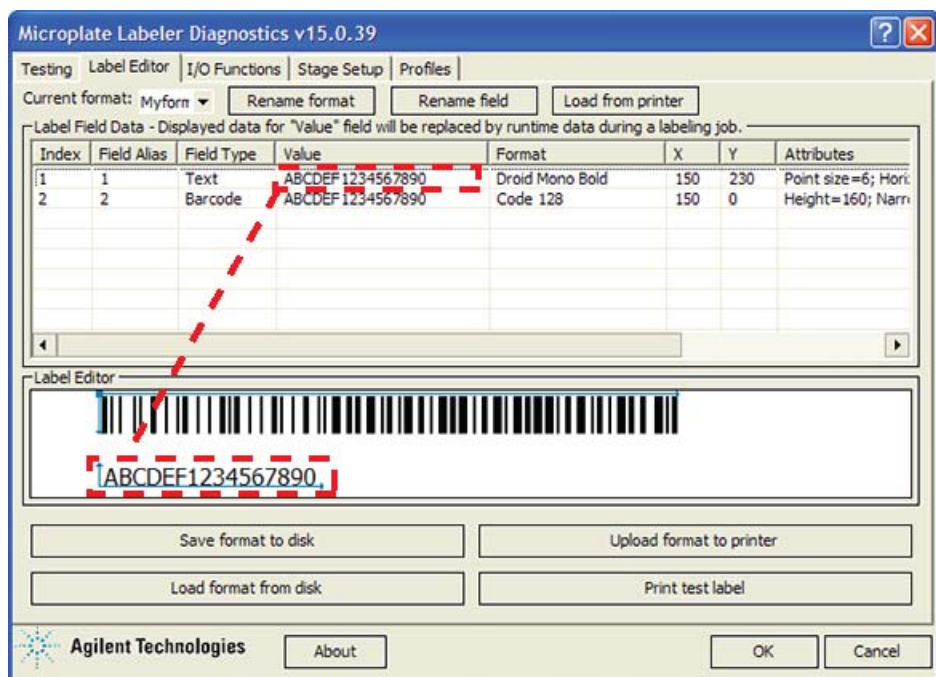 Microplate Labeler Diagnostics v15.0.39
Testing Label Editor I/O Functions Stage Setup Profiles
Current format: Myform Rename format Rename field Load from printer
Label Field Data - Displayed data for "Value" field will be replaced by runtime data during a labeling job.
Index Field Alias Field Type Value Format X Y Attributes
1 1 Text ABCDEF1234567890 Droid Mono Bold 150 230 Point size=6; Hori
2 2 Barcode ABCDEF1234567890 Code 128 150 0 Height=160; Narr
Label Editor
ABCDEF1234567890
Save format to disk Upload format to printer
Load format from disk Print test label
Agilent Technologies About OK Cancel